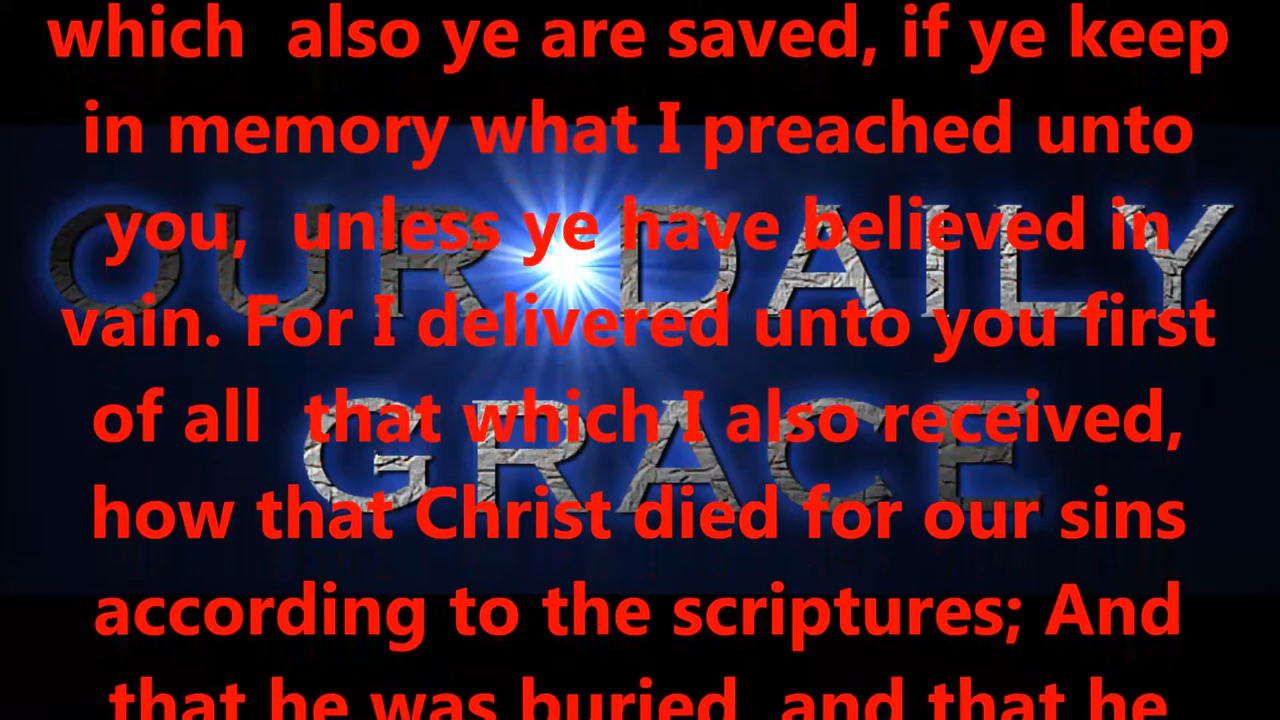 which also ye are saved, if ye keep
in memory what I preached unto
you, unless ye have believed in
vain. For I delivered unto you first
of all that which I also received,
how that Christ died for our sins
according to the scriptures; And
that he was buried, and that he
OUR DAILY
GRACE